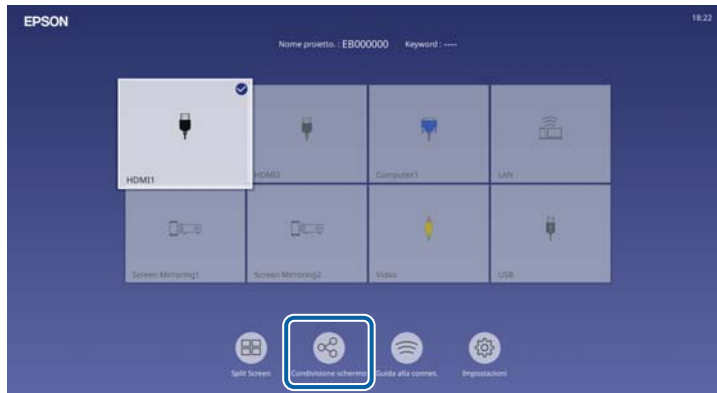 EPSON
18:22
Nome proietto. : EB000000 Keyword : ----
HDMI1
HDMI2
Computer1
LAN
Screen Mirroring1
Screen Mirroring2
Video
USB
Split Screen
Condivisione schermo
Guida alla connes.
Impostazioni